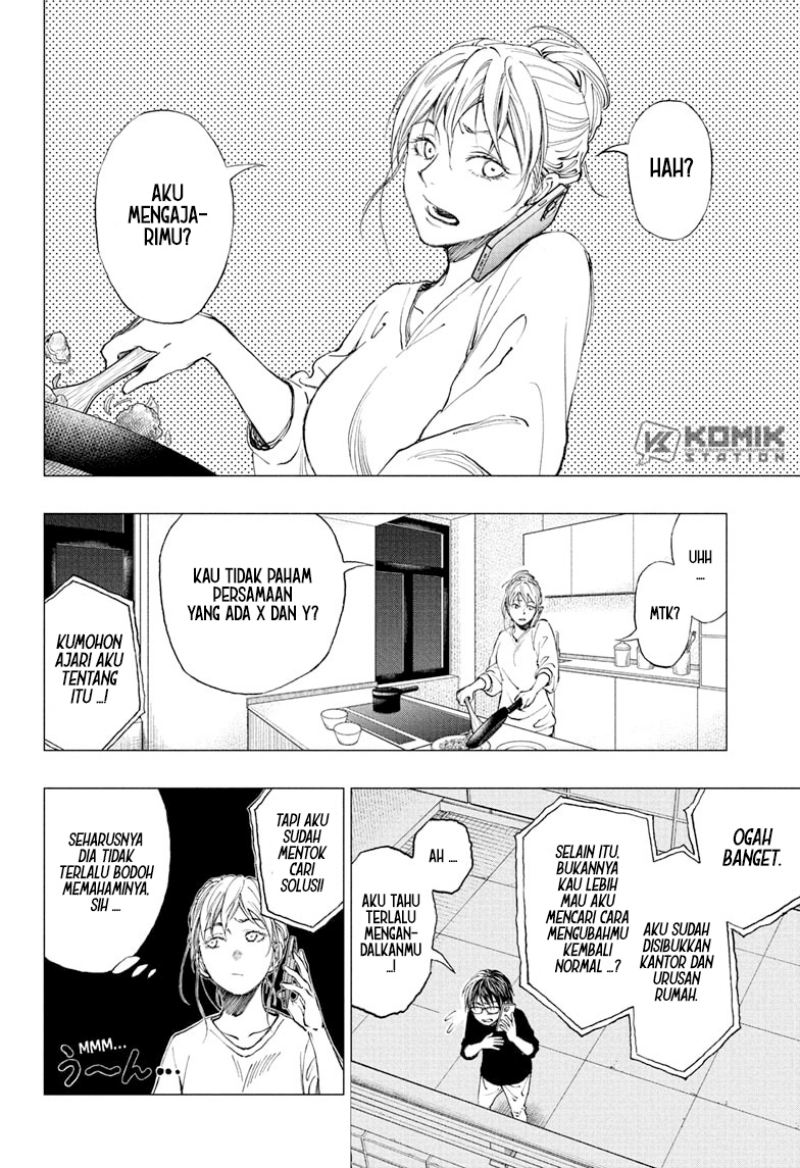 HAH?
AKU
MENGAJA-
RIMU?
KOMIK
STATION
UHH
....
MTK?
KAU TIDAK PAHAM
PERSAMAAN
YANG ADA X DAN Y?
KUMOHON
AJARI AKU
TENTANG
ITU ...!
OGAH
BANGET.
AKU SUDAH
DISIBUKKAN
KANTOR DAN
URUSAN
RUMAH.
SELAIN ITU,
BUKANNYA
KAU LEBIH
MAU AKU
MENCARI CARA
MENGUBAHMU
KEMBALI
NORMAL ...?
AH ....
AKU TAHU
TERLALU
MENGAN-
DALKANMU
...!
TAPI AKU
SUDAH
MENTOK
CARI
SOLUSI!
SEHARUSNYA
DIA TIDAK
TERLALU BODOH
MEMAHAMINYA,
SIH ....
MMM...
う〜ん...